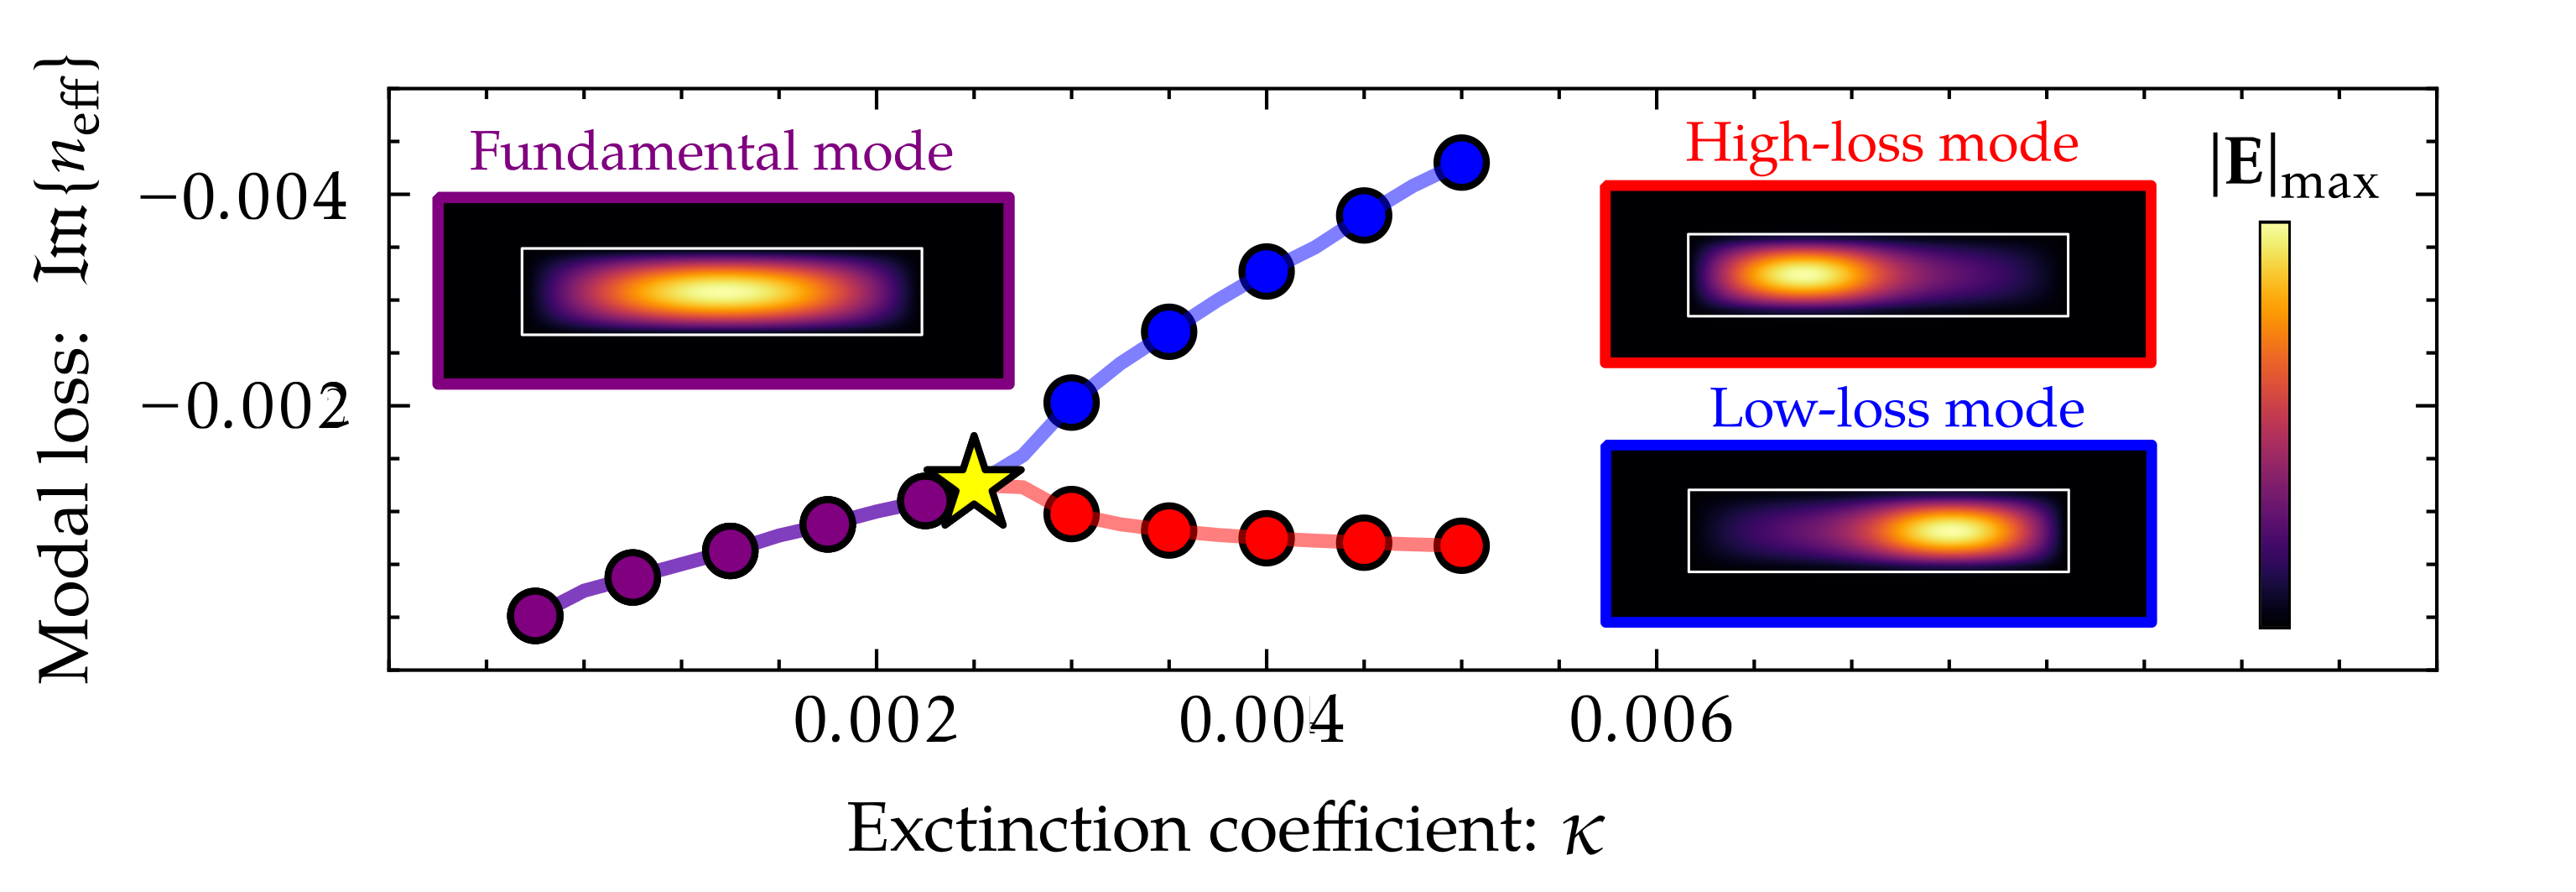 Modal loss: Im{n_eff}
−0.004
−0.002
Fundamental mode
High-loss mode
Low-loss mode
|E|max
0.002
0.004
0.006
Exctinction coefficient: κ